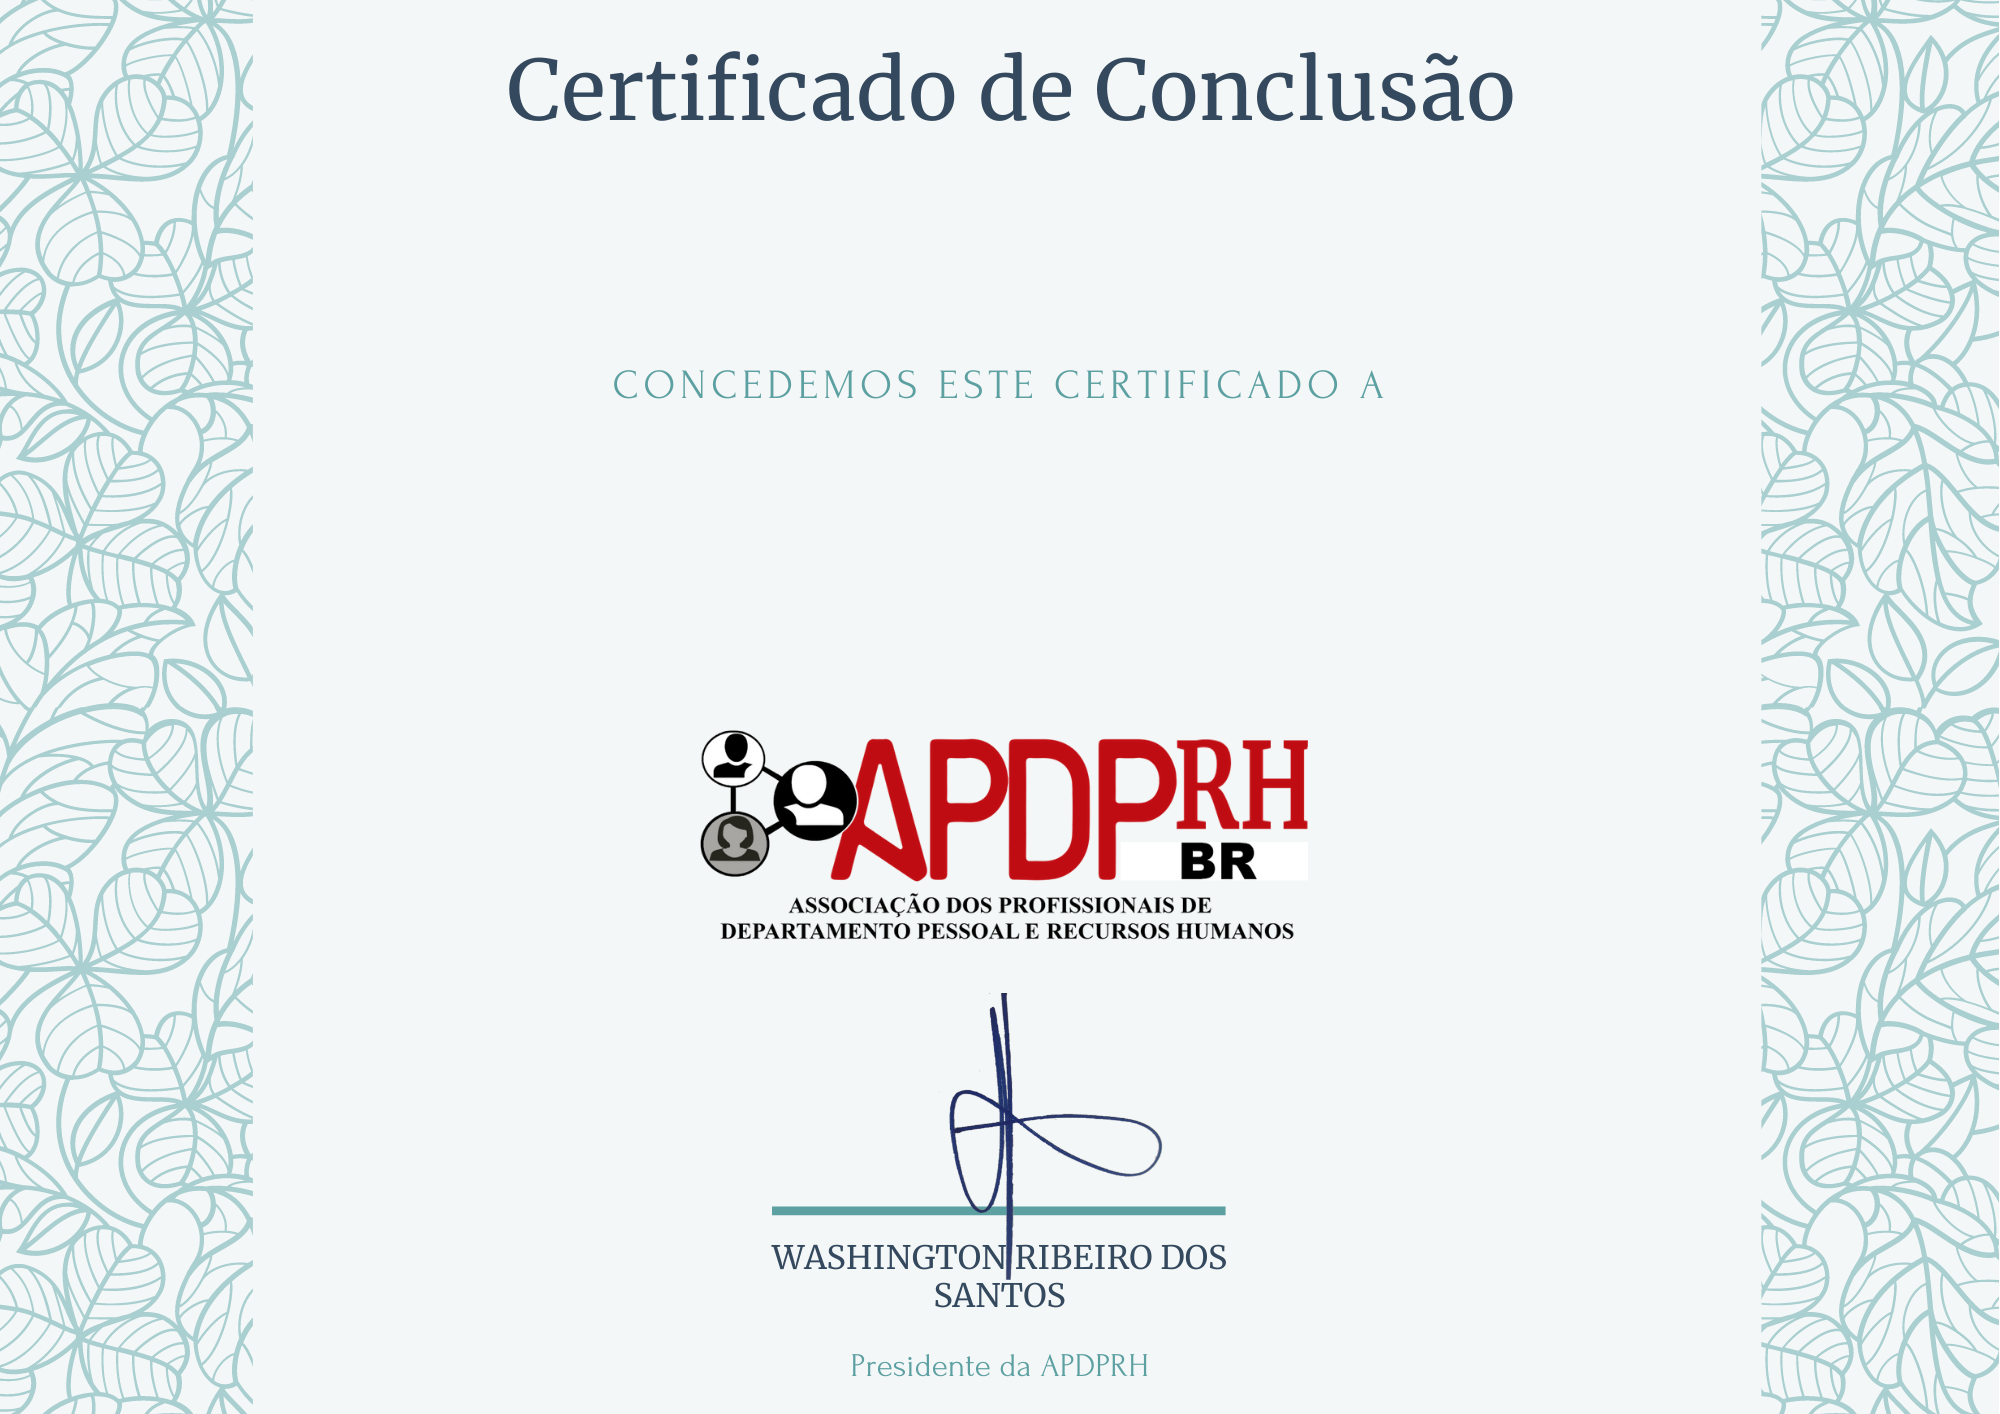 Certificado de Conclusão
CONCEDEMOS ESTE CERTIFICADO A
APDPRH
BR
ASSOCIAÇÃO DOS PROFISSIONAIS DE
DEPARTAMENTO PESSOAL E RECURSOS HUMANOS
WASHINGTON RIBEIRO DOS
SANTOS
Presidente da APDPRH